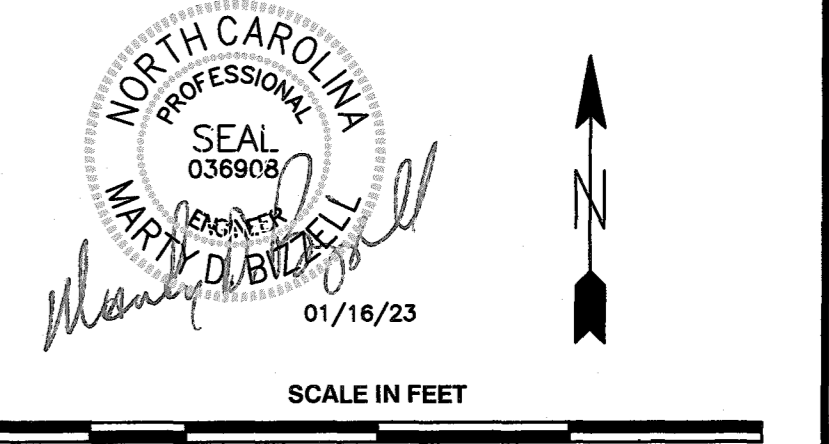 NORTH CAROLINA
PROFESSIONAL
SEAL
036908
ENGINEER
MARTY D. BIZZELL
01/16/23
N
SCALE IN FEET